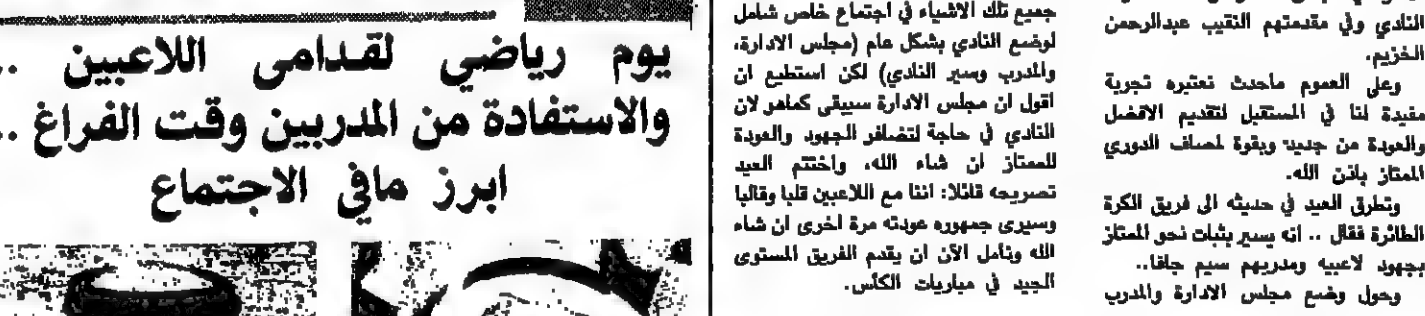 النادي وفي مقدمتهم النقيب عبدالرحمن
الخزيم.
وعلى العموم ماحدث نعتبره تجربة
مفيدة لنا في المستقبل لتقديم الافضل
والعودة من جديد وبقوة لمصاف الدوري
الممتاز باذن الله.
وتطرق العيد في حديثه الى فريق الكرة
الطائرة فقال .. انه يسير بثبات نحو الممتاز
بجهود لاعبيه ومدربهم سيم جاقا..
وحول وضع مجلس الادارة والمدرب
جميع تلك الاشياء في اجتماع خاص شامل
لوضع النادي بشكل عام (مجلس الادارة،
والمدرب وسير النادي) لكن استطيع ان
اقول ان مجلس الادارة سيبقى كماهو لان
النادي في حاجة لتضافر الجهود والعودة
للممتاز ان شاء الله، واختتم العيد
تصريحه قائلا: اننا مع اللاعبين قلبا وقالبا
وسيرى جمهوره عودته مرة اخرى ان شاء
الله ونأمل الآن ان يقدم الفريق المستوى
الجيد في مباريات الكأس.
يوم رياضي لقدامى اللاعبين ..
والاستفادة من المدربين وقت الفراغ ..
ابرز مافي الاجتماع